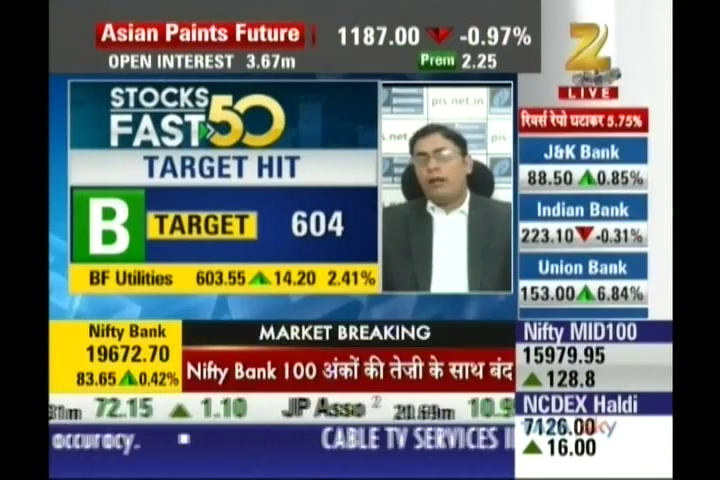 Asian Paints Future
1187.00 -0.97%
OPEN INTEREST 3.67m
Prem 2.25
Z
LIVE
STOCKS
FAST 50
TARGET HIT
B TARGET 604
BF Utilities 603.55 14.20 2.41%
pis.net.in
रिवर्स रेपो घटाकर 5.75%
J&K Bank
88.50 0.85%
Indian Bank
223.10 -0.31%
Union Bank
153.00 6.84%
Nifty Bank
19672.70
83.65 0.42%
MARKET BREAKING
Nifty Bank 100 अंकों की तेजी के साथ बंद
Nifty MID100
15979.95
128.8
72.15 1.10 JP Asso 2 10.9
NCDEX Haldi
7126.00
16.00
accuracy. CABLE TV SERVICES